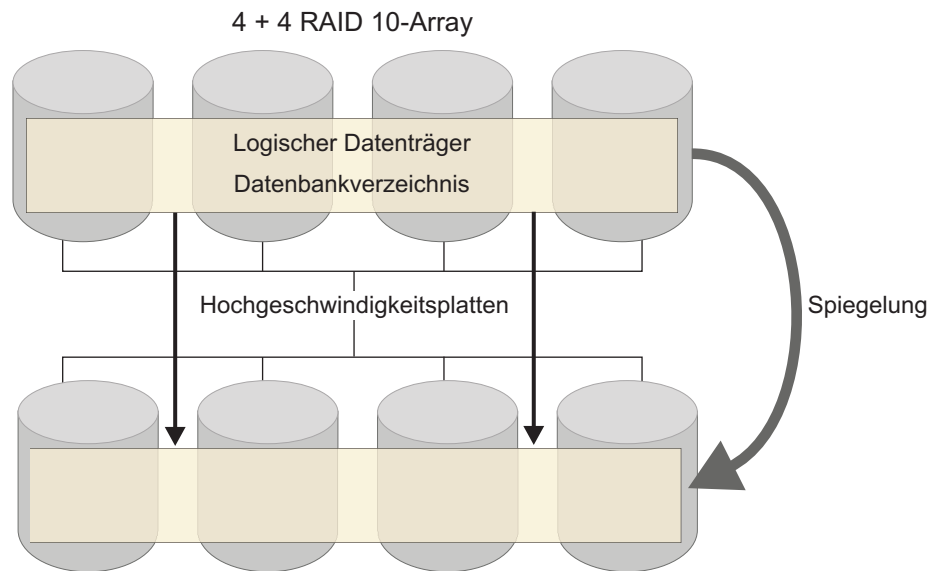 4 + 4 RAID 10-Array
Logischer Datenträger
Datenbankverzeichnis
Hochgeschwindigkeitsplatten
Spiegelung